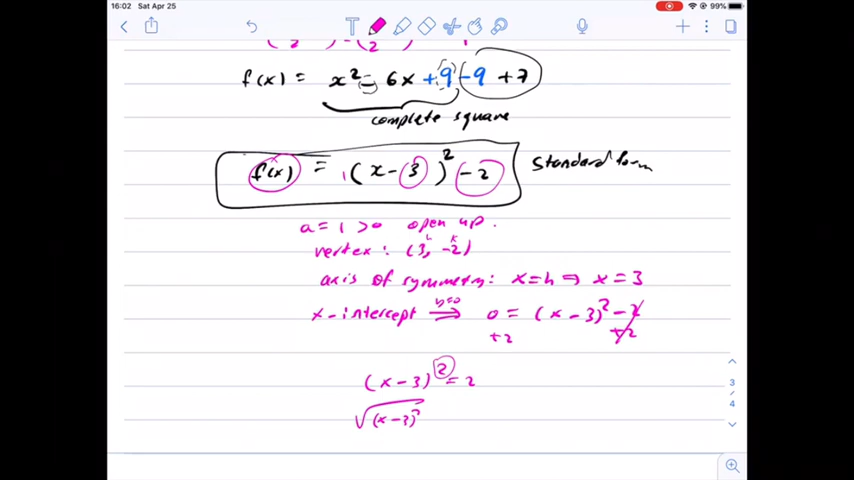 16:02 Sat Apr 25
99%
f(x) = x² - 6x +9 -9 +7
complete square
f(x) = 1(x-3)² -2
Standard form
a = 1 >0 open up.
h k
vertex: (3, -2)
axis of symmetry: x=h ⇒ x=3
x-intercept y=0 ⇒ 0 = (x-3)² -2
+2 +2
(x-3)² = 2
√(x-3)²
3
4